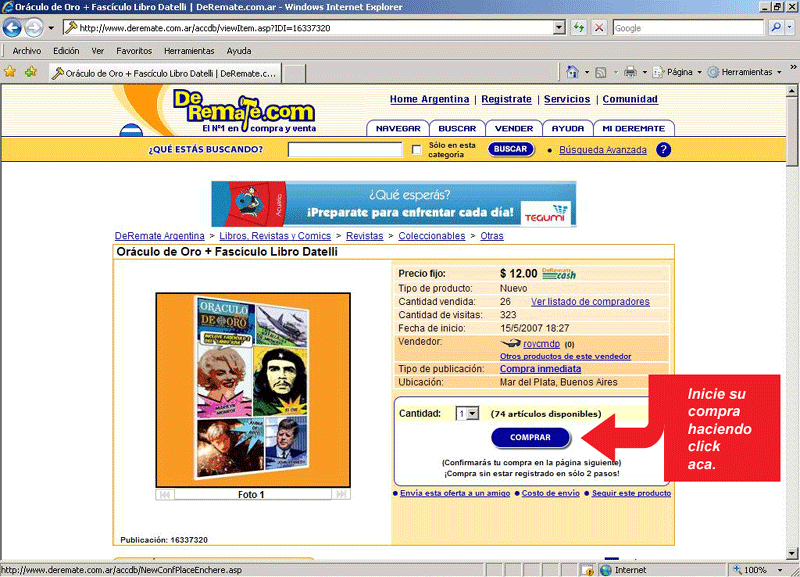 Oráculo de Oro + Fascículo Libro Datelli | DeRemate.com.ar - Windows Internet Explorer
http://www.deremate.com.ar/accdb/viewItem.asp?IDI=16337320
Google
Archivo Edición Ver Favoritos Herramientas Ayuda
Oráculo de Oro + Fascículo Libro Datelli | DeRemate.c...
Página Herramientas
DeRemate.com
El Nº1 en compra y venta
Home Argentina | Registrate | Servicios | Comunidad
NAVEGAR BUSCAR VENDER AYUDA MI DEREMATE
¿QUÉ ESTÁS BUSCANDO?
Sólo en esta
categoría
BUSCAR
Búsqueda Avanzada ?
Acuario
¿Qué esperás?
¡Preparate para enfrentar cada día!
TEGUMI
DeRemate Argentina > Libros, Revistas y Comics > Revistas > Coleccionables > Otras
Oráculo de Oro + Fascículo Libro Datelli
ORACULO
DE ORO
MARILYN
MONROE
EL CHE
Foto 1
Publicación: 16337320
Precio fijo: $ 12.00 DeRemate cash
Tipo de producto: Nuevo
Cantidad vendida: 26 Ver listado de compradores
Cantidad de visitas: 323
Fecha de inicio: 15/5/2007 18:27
Vendedor: roycmdp (0)
Otros productos de este vendedor
Tipo de publicación: Compra inmediata
Ubicación: Mar del Plata, Buenos Aires
Cantidad: 1 (74 artículos disponibles)
COMPRAR
(Confirmarás tu compra en la página siguiente)
¡Compra sin estar registrado en sólo 2 pasos!
Envía esta oferta a un amigo Costo de envío Seguir este producto
Inicie su
compra
haciendo
click
aca.
http://www.deremate.com.ar/accdb/NewConfPlaceEnchere.asp
Internet
100%